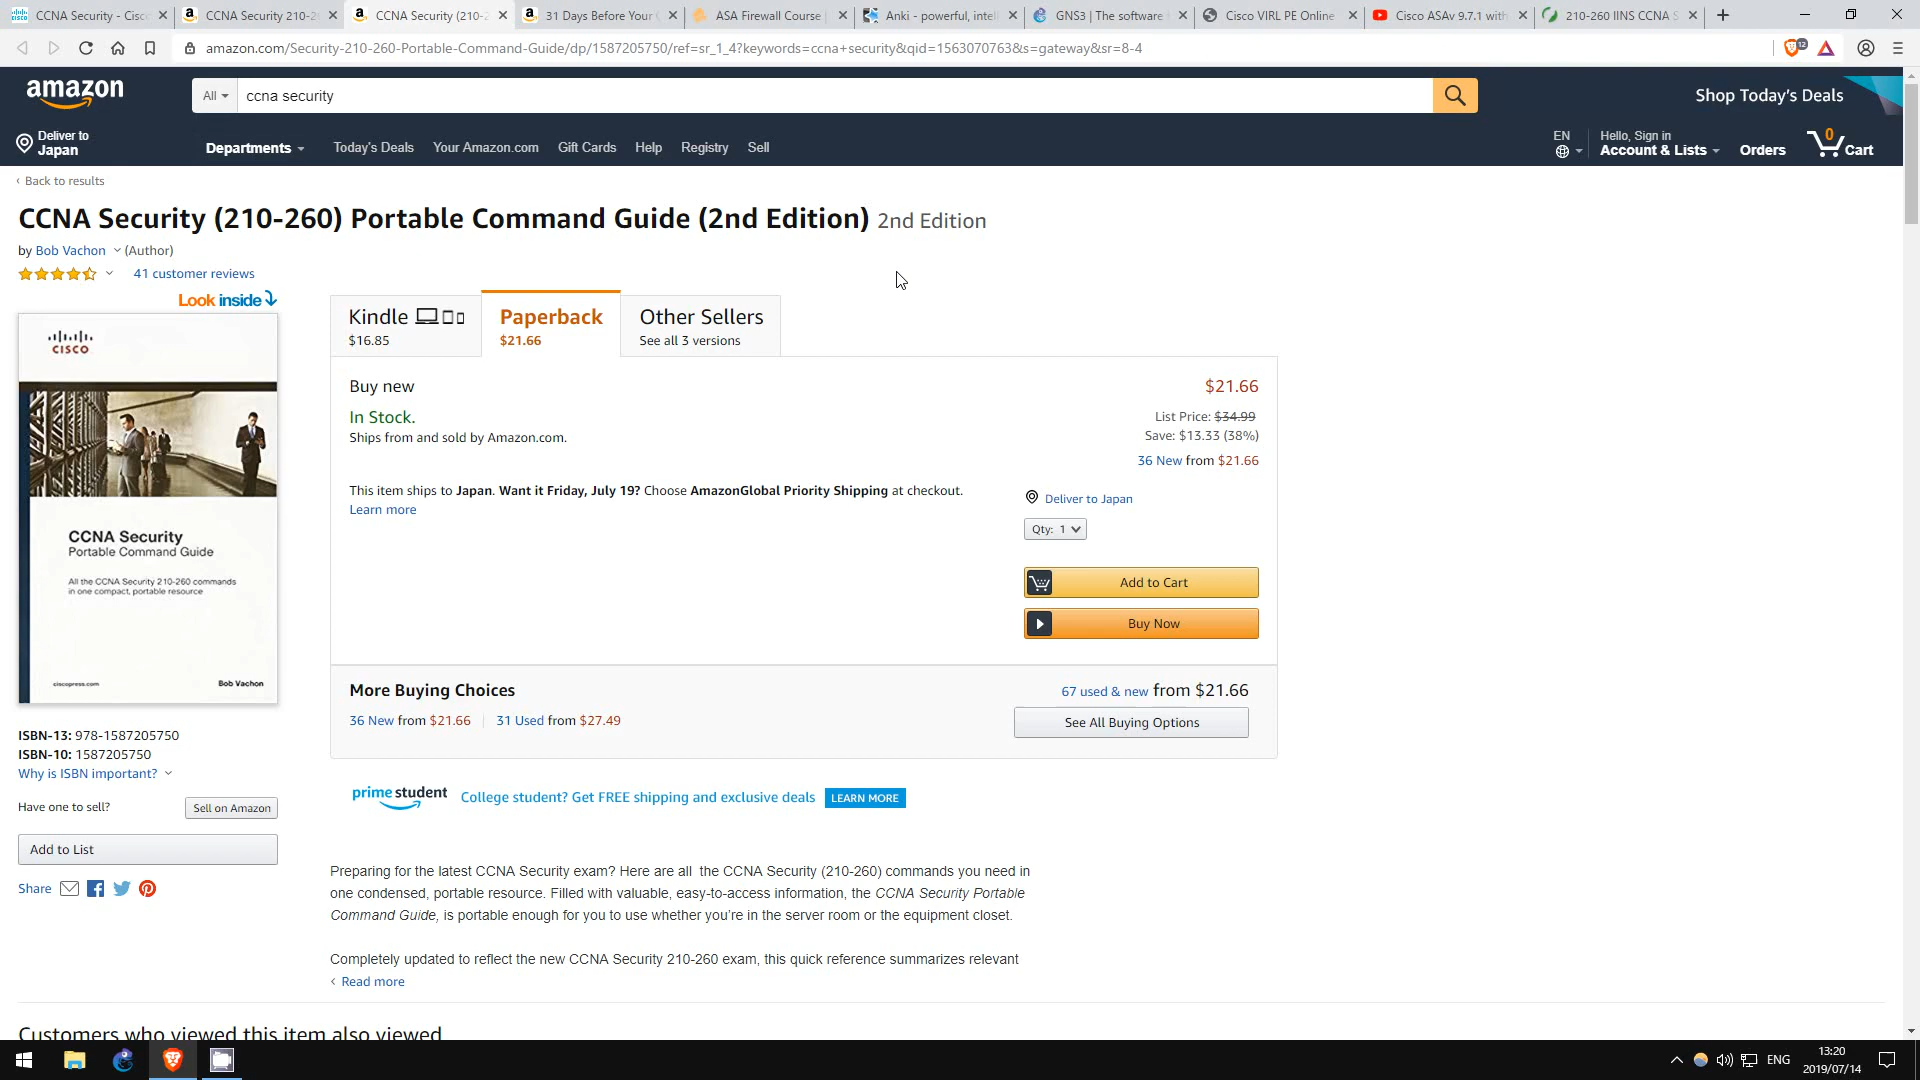 CCNA Security - Cisc
CCNA Security 210-2
CCNA Security (210-2
31 Days Before Your
ASA Firewall Course
Anki - powerful, intel
GNS3 | The software
Cisco VIRL PE Online
Cisco ASAv 9.7.1 with
210-260 IINS CCNA S
amazon.com/Security-210-260-Portable-Command-Guide/dp/1587205750/ref=sr_1_4?keywords=ccna+security&qid=1563070763&s=gateway&sr=8-4
12
amazon
All
ccna security
Shop Today's Deals
Deliver to
Japan
Departments
Today's Deals
Your Amazon.com
Gift Cards
Help
Registry
Sell
EN
Hello, Sign in
Account & Lists
Orders
0
Cart
‹ Back to results
CCNA Security (210-260) Portable Command Guide (2nd Edition) 2nd Edition
by Bob Vachon (Author)
41 customer reviews
Look inside
CISCO
CCNA Security
Portable Command Guide
All the CCNA Security 210-260 commands
in one compact, portable resource
ciscopress.com
Bob Vachon
Kindle
$16.85
Paperback
$21.66
Other Sellers
See all 3 versions
Buy new
$21.66
In Stock.
Ships from and sold by Amazon.com.
List Price: $34.99
Save: $13.33 (38%)
36 New from $21.66
This item ships to Japan. Want it Friday, July 19? Choose AmazonGlobal Priority Shipping at checkout.
Learn more
Deliver to Japan
Qty: 1
Add to Cart
Buy Now
More Buying Choices
36 New from $21.66
31 Used from $27.49
67 used & new from $21.66
See All Buying Options
ISBN-13: 978-1587205750
ISBN-10: 1587205750
Why is ISBN important?
Have one to sell?
Sell on Amazon
Add to List
Share
prime student
College student? Get FREE shipping and exclusive deals
LEARN MORE
Preparing for the latest CCNA Security exam? Here are all the CCNA Security (210-260) commands you need in
one condensed, portable resource. Filled with valuable, easy-to-access information, the CCNA Security Portable
Command Guide, is portable enough for you to use whether you're in the server room or the equipment closet.
Completely updated to reflect the new CCNA Security 210-260 exam, this quick reference summarizes relevant
‹ Read more
Customers who viewed this item also viewed
ENG
13:20
2019/07/14